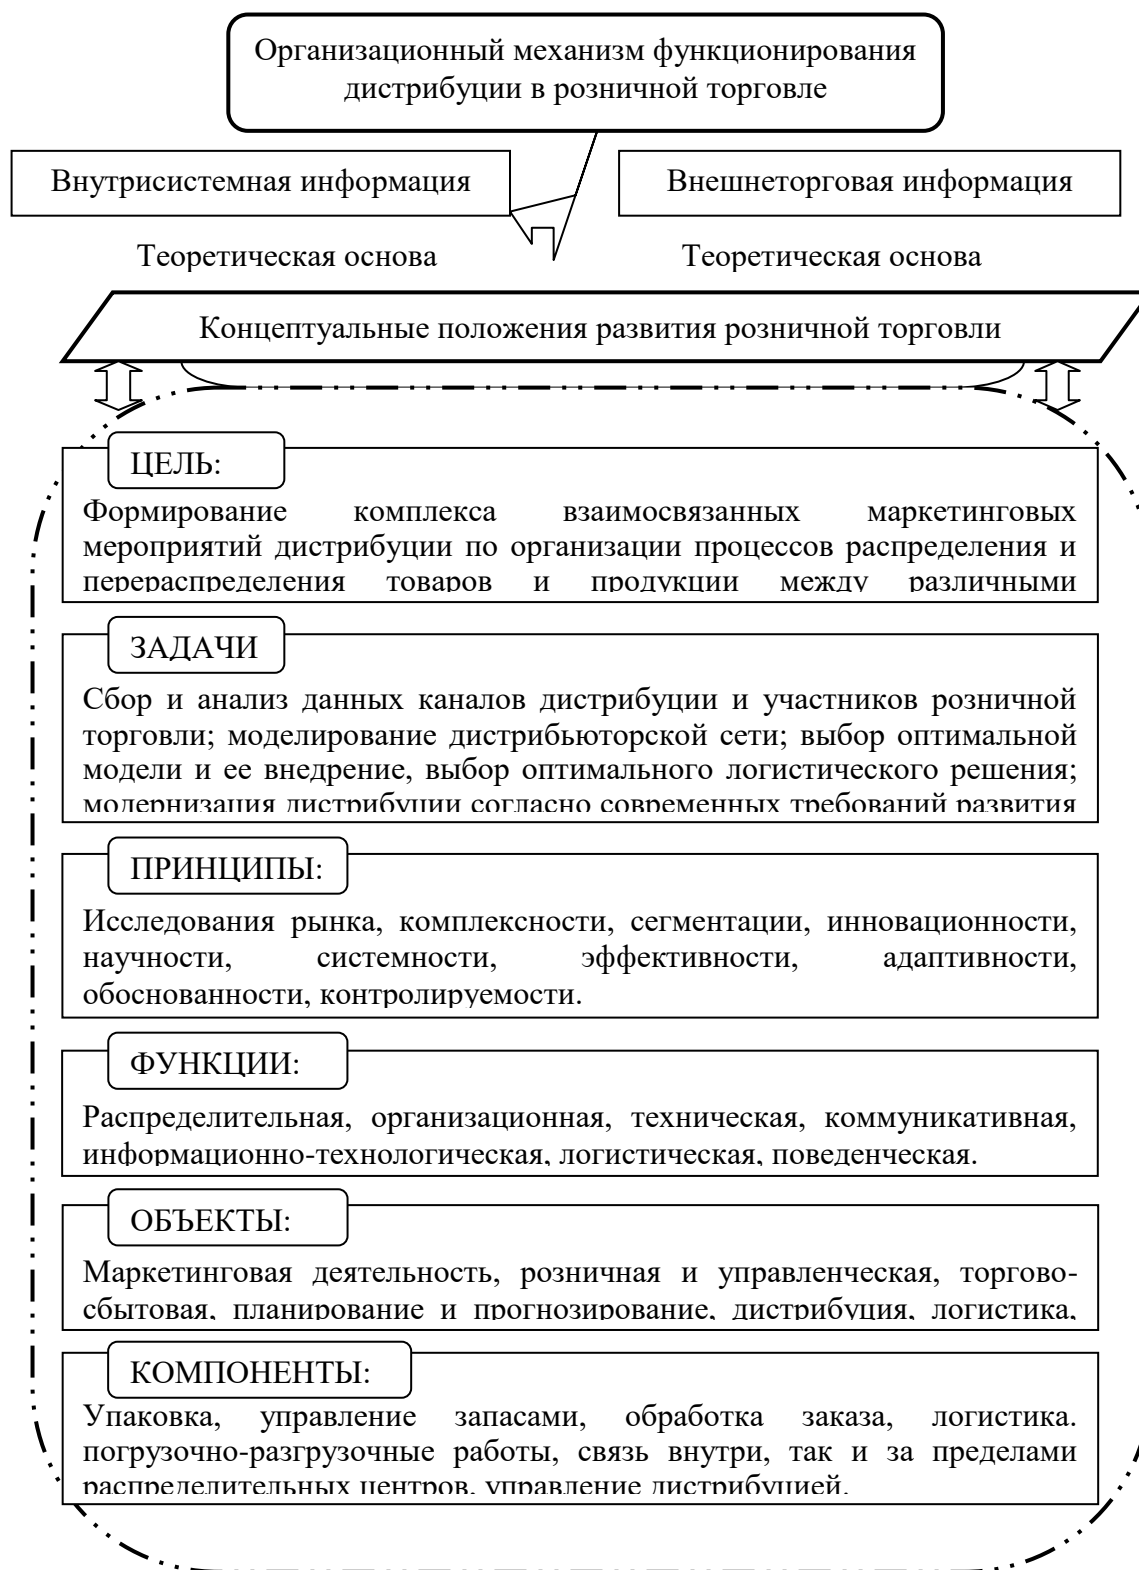 Организационный механизм функционирования
дистрибуции в розничной торговле
Внутрисистемная информация
Внешнеторговая информация
Теоретическая основа
Теоретическая основа
Концептуальные положения развития розничной торговли
ЦЕЛЬ:
Формирование комплекса взаимосвязанных маркетинговых
мероприятий дистрибуции по организации процессов распределения и
перераспределения товаров и продукции между различными
ЗАДАЧИ
Сбор и анализ данных каналов дистрибуции и участников розничной
торговли; моделирование дистрибьюторской сети; выбор оптимальной
модели и ее внедрение, выбор оптимального логистического решения;
модернизация дистрибуции согласно современных требований развития
ПРИНЦИПЫ:
Исследования рынка, комплексности, сегментации, инновационности,
научности, системности, эффективности, адаптивности,
обоснованности, контролируемости.
ФУНКЦИИ:
Распределительная, организационная, техническая, коммуникативная,
информационно-технологическая, логистическая, поведенческая.
ОБЪЕКТЫ:
Маркетинговая деятельность, розничная и управленческая, торгово-
сбытовая, планирование и прогнозирование, дистрибуция, логистика,
КОМПОНЕНТЫ:
Упаковка, управление запасами, обработка заказа, логистика.
погрузочно-разгрузочные работы, связь внутри, так и за пределами
распределительных центров, управление дистрибуцией.